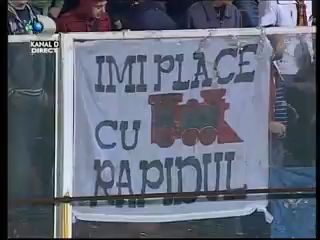 KANAL D
DIRECT
IMI PLACE
CU
RAPIDUL